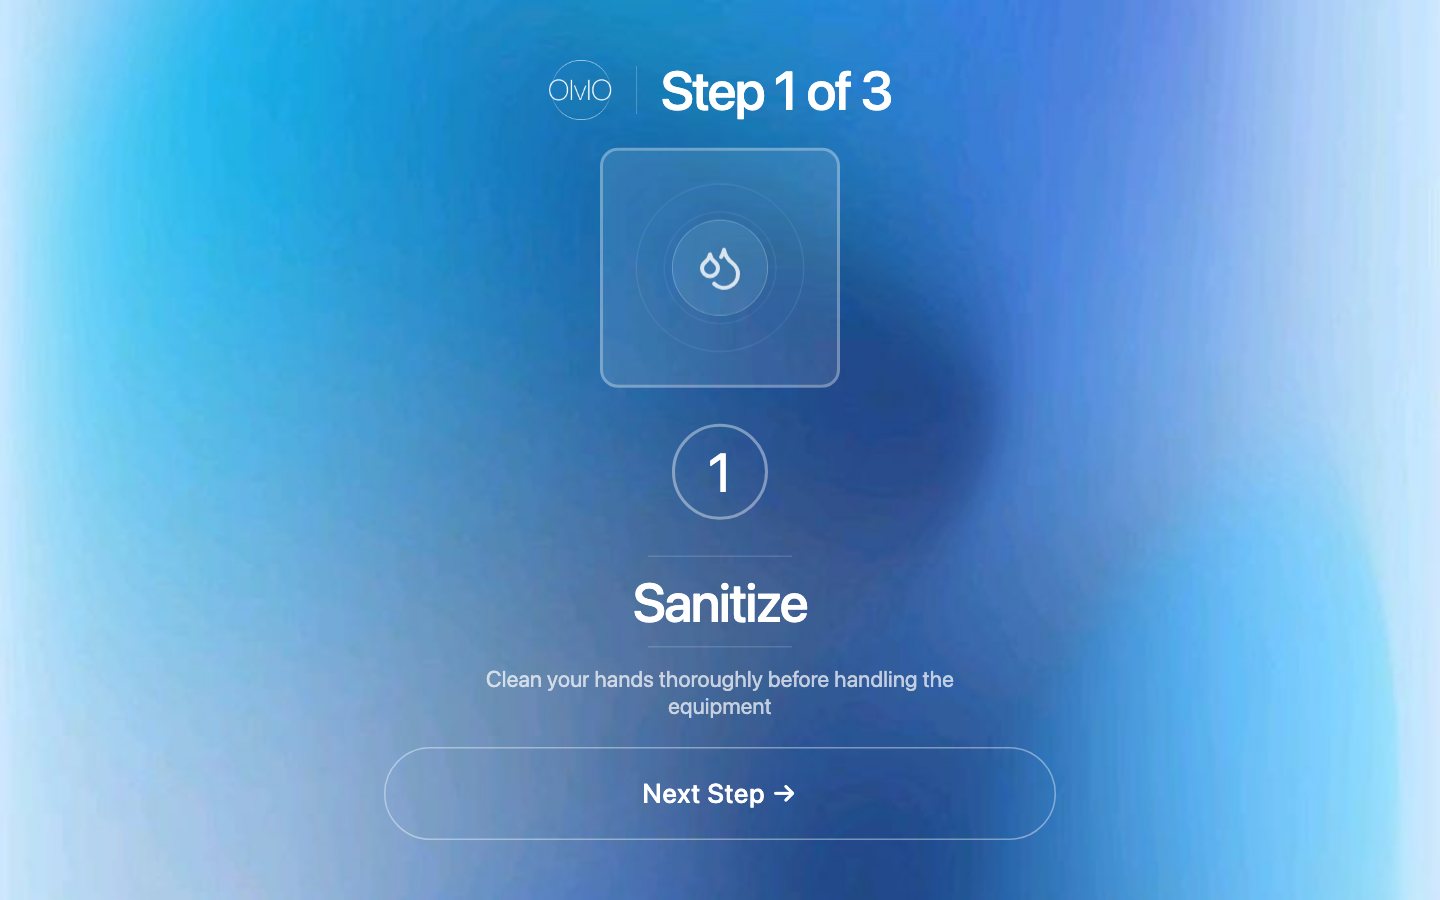 OMO
Step 1 of 3
1
Sanitize
Clean your hands thoroughly before handling the
equipment
Next Step →